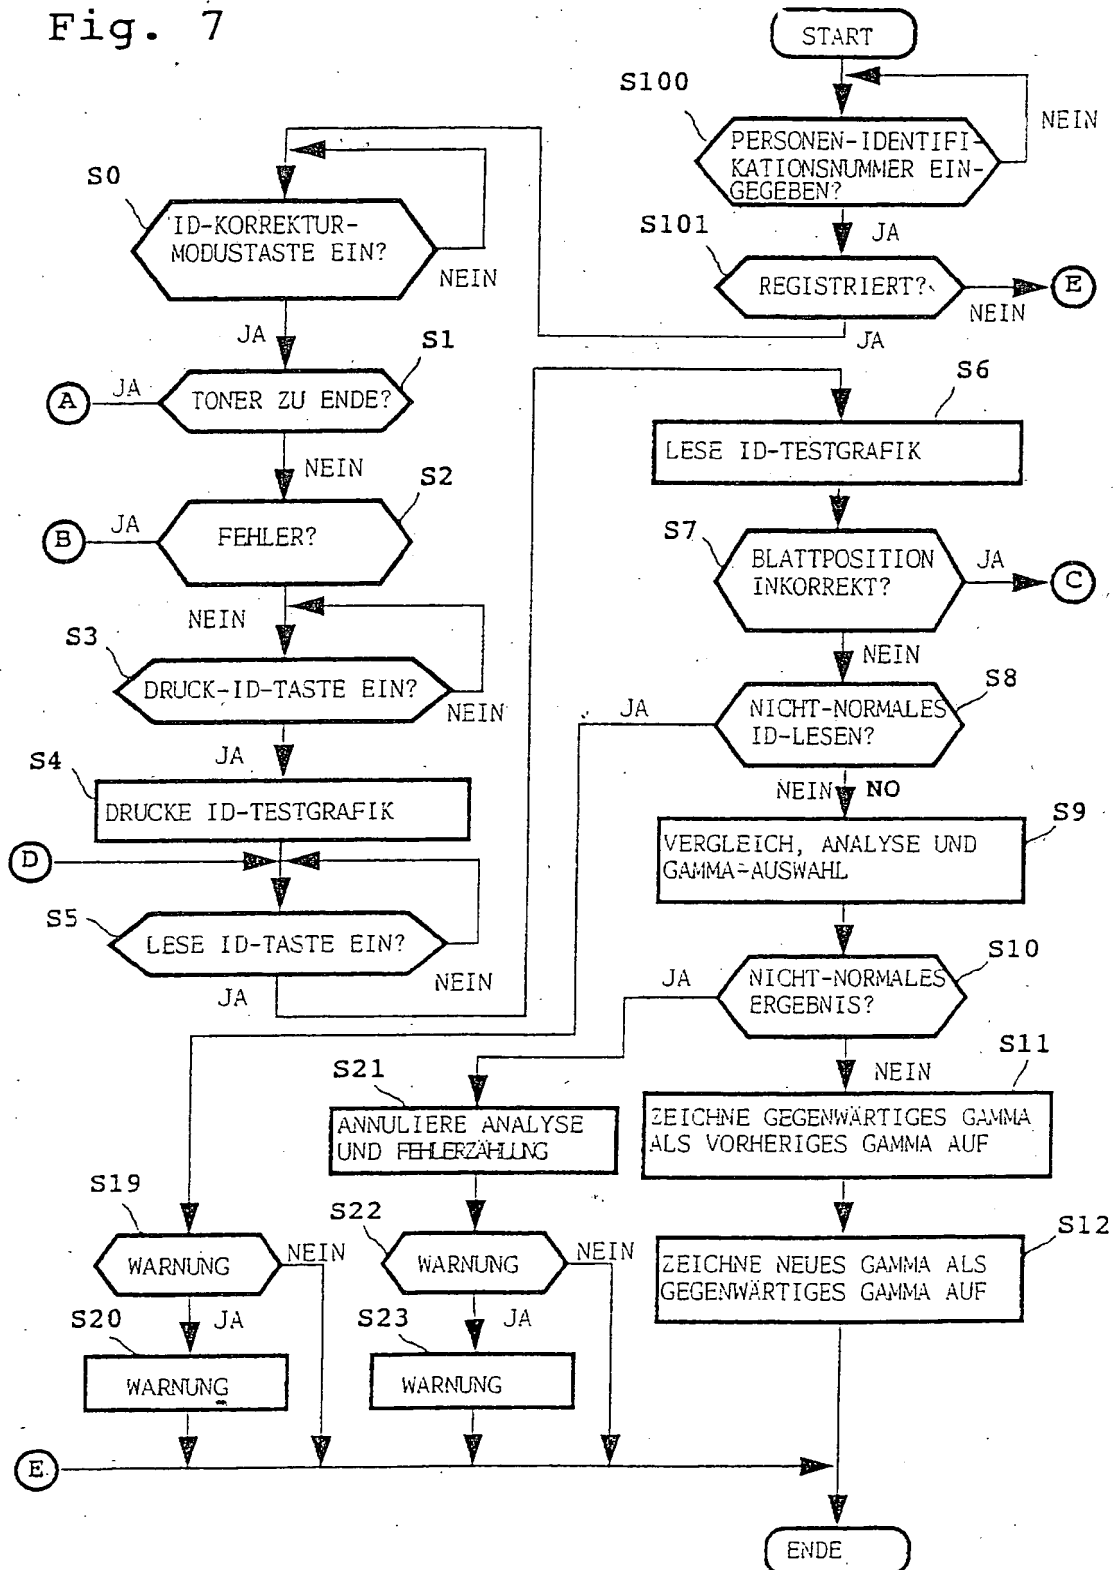 Fig. 7
START
S100
NEIN
PERSONEN-IDENTIFI-
KATIONSNUMMER EIN-
GEGEBEN?
JA
S101
REGISTRIERT?
NEIN
E
JA
S0
ID-KORREKTUR-
MODUSTASTE EIN?
NEIN
JA
S1
A
JA
TONER ZU ENDE?
NEIN
S2
B
JA
FEHLER?
NEIN
S3
DRUCK-ID-TASTE EIN?
NEIN
JA
S4
DRUCKE ID-TESTGRAFIK
D
S5
LESE ID-TASTE EIN?
NEIN
JA
S6
LESE ID-TESTGRAFIK
S7
BLATTPOSITION
INKORREKT?
JA
C
NEIN
S8
JA
NICHT-NORMALES
ID-LESEN?
NEIN NO
S9
VERGLEICH, ANALYSE UND
GAMMA-AUSWAHL
S10
JA
NICHT-NORMALES
ERGEBNIS?
NEIN
S11
ZEICHNE GEGENWÄRTIGES GAMMA
ALS VORHERIGES GAMMA AUF
S12
ZEICHNE NEUES GAMMA ALS
GEGENWÄRTIGES GAMMA AUF
S21
ANNULIERE ANALYSE
UND FEHLERZÄHLUNG
S19
WARNUNG
NEIN
JA
S20
WARNUNG
S22
WARNUNG
NEIN
JA
S23
WARNUNG
E
ENDE